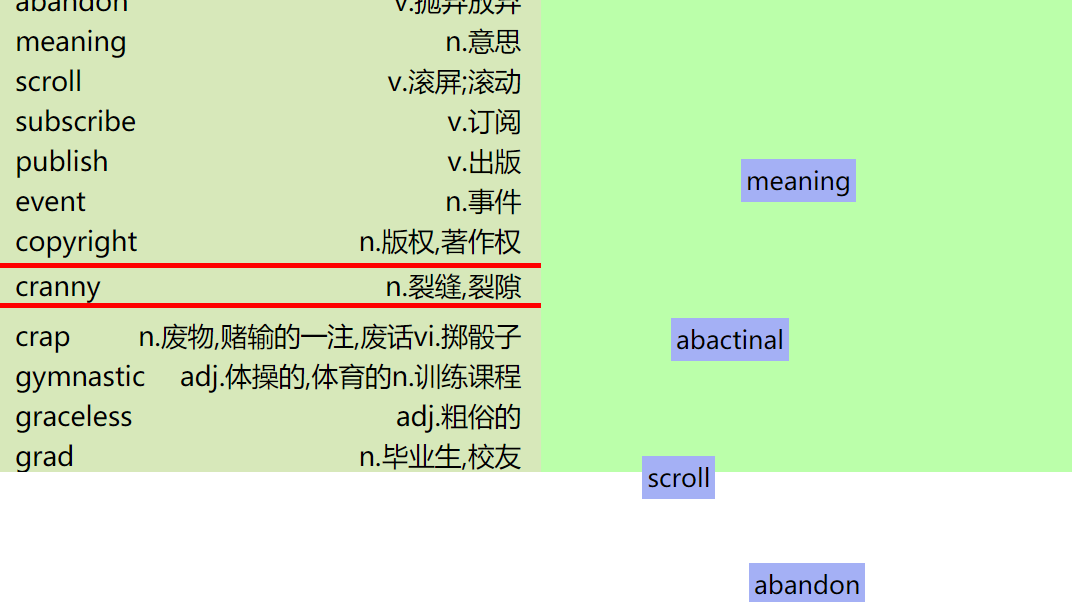 abandon v.抛弃放弃
meaning n.意思
scroll v.滚屏;滚动
subscribe v.订阅
publish v.出版
event n.事件
copyright n.版权,著作权
cranny n.裂缝,裂隙
crap n.废物,赌输的一注,废话vi.掷骰子
gymnastic adj.体操的,体育的n.训练课程
graceless adj.粗俗的
grad n.毕业生,校友
meaning
abactinal
scroll
abandon